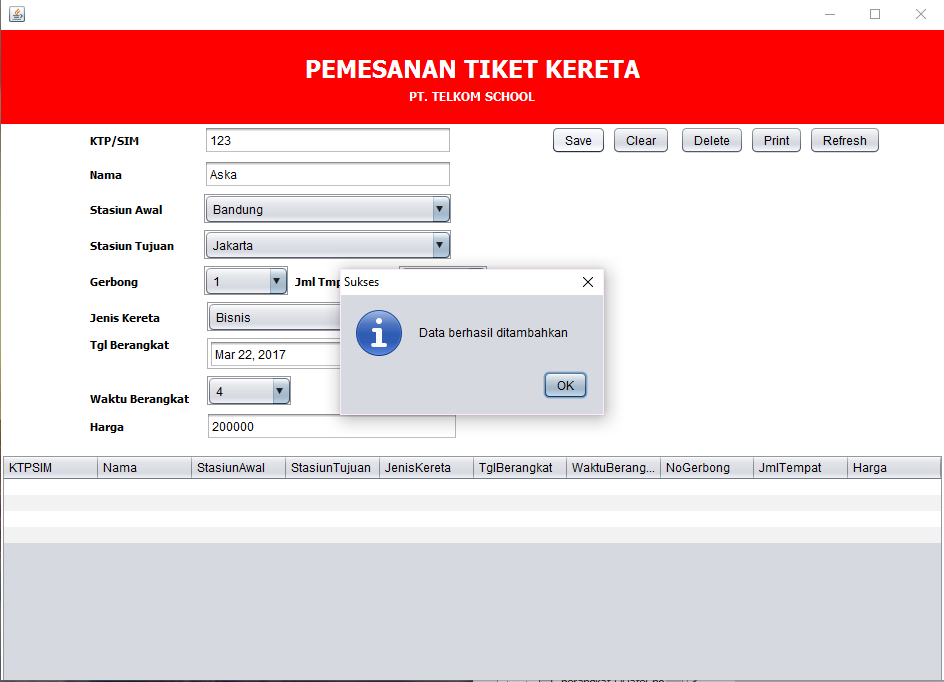 PEMESANAN TIKET KERETA
PT. TELKOM SCHOOL
KTP/SIM 123 Save Clear Delete Print Refresh
Nama Aska
Stasiun Awal Bandung
Stasiun Tujuan Jakarta
Gerbong 1 Jml
Sukses
Jenis Kereta Bisnis
Data berhasil ditambahkan
Tgl Berangkat
Mar 22, 2017
OK
Waktu Berangkat 4
Harga 200000
KTPSIM Nama StasiunAwal StasiunTujuan JenisKereta TglBerangkat WaktuBerang... NoGerbong JmlTempat Harga